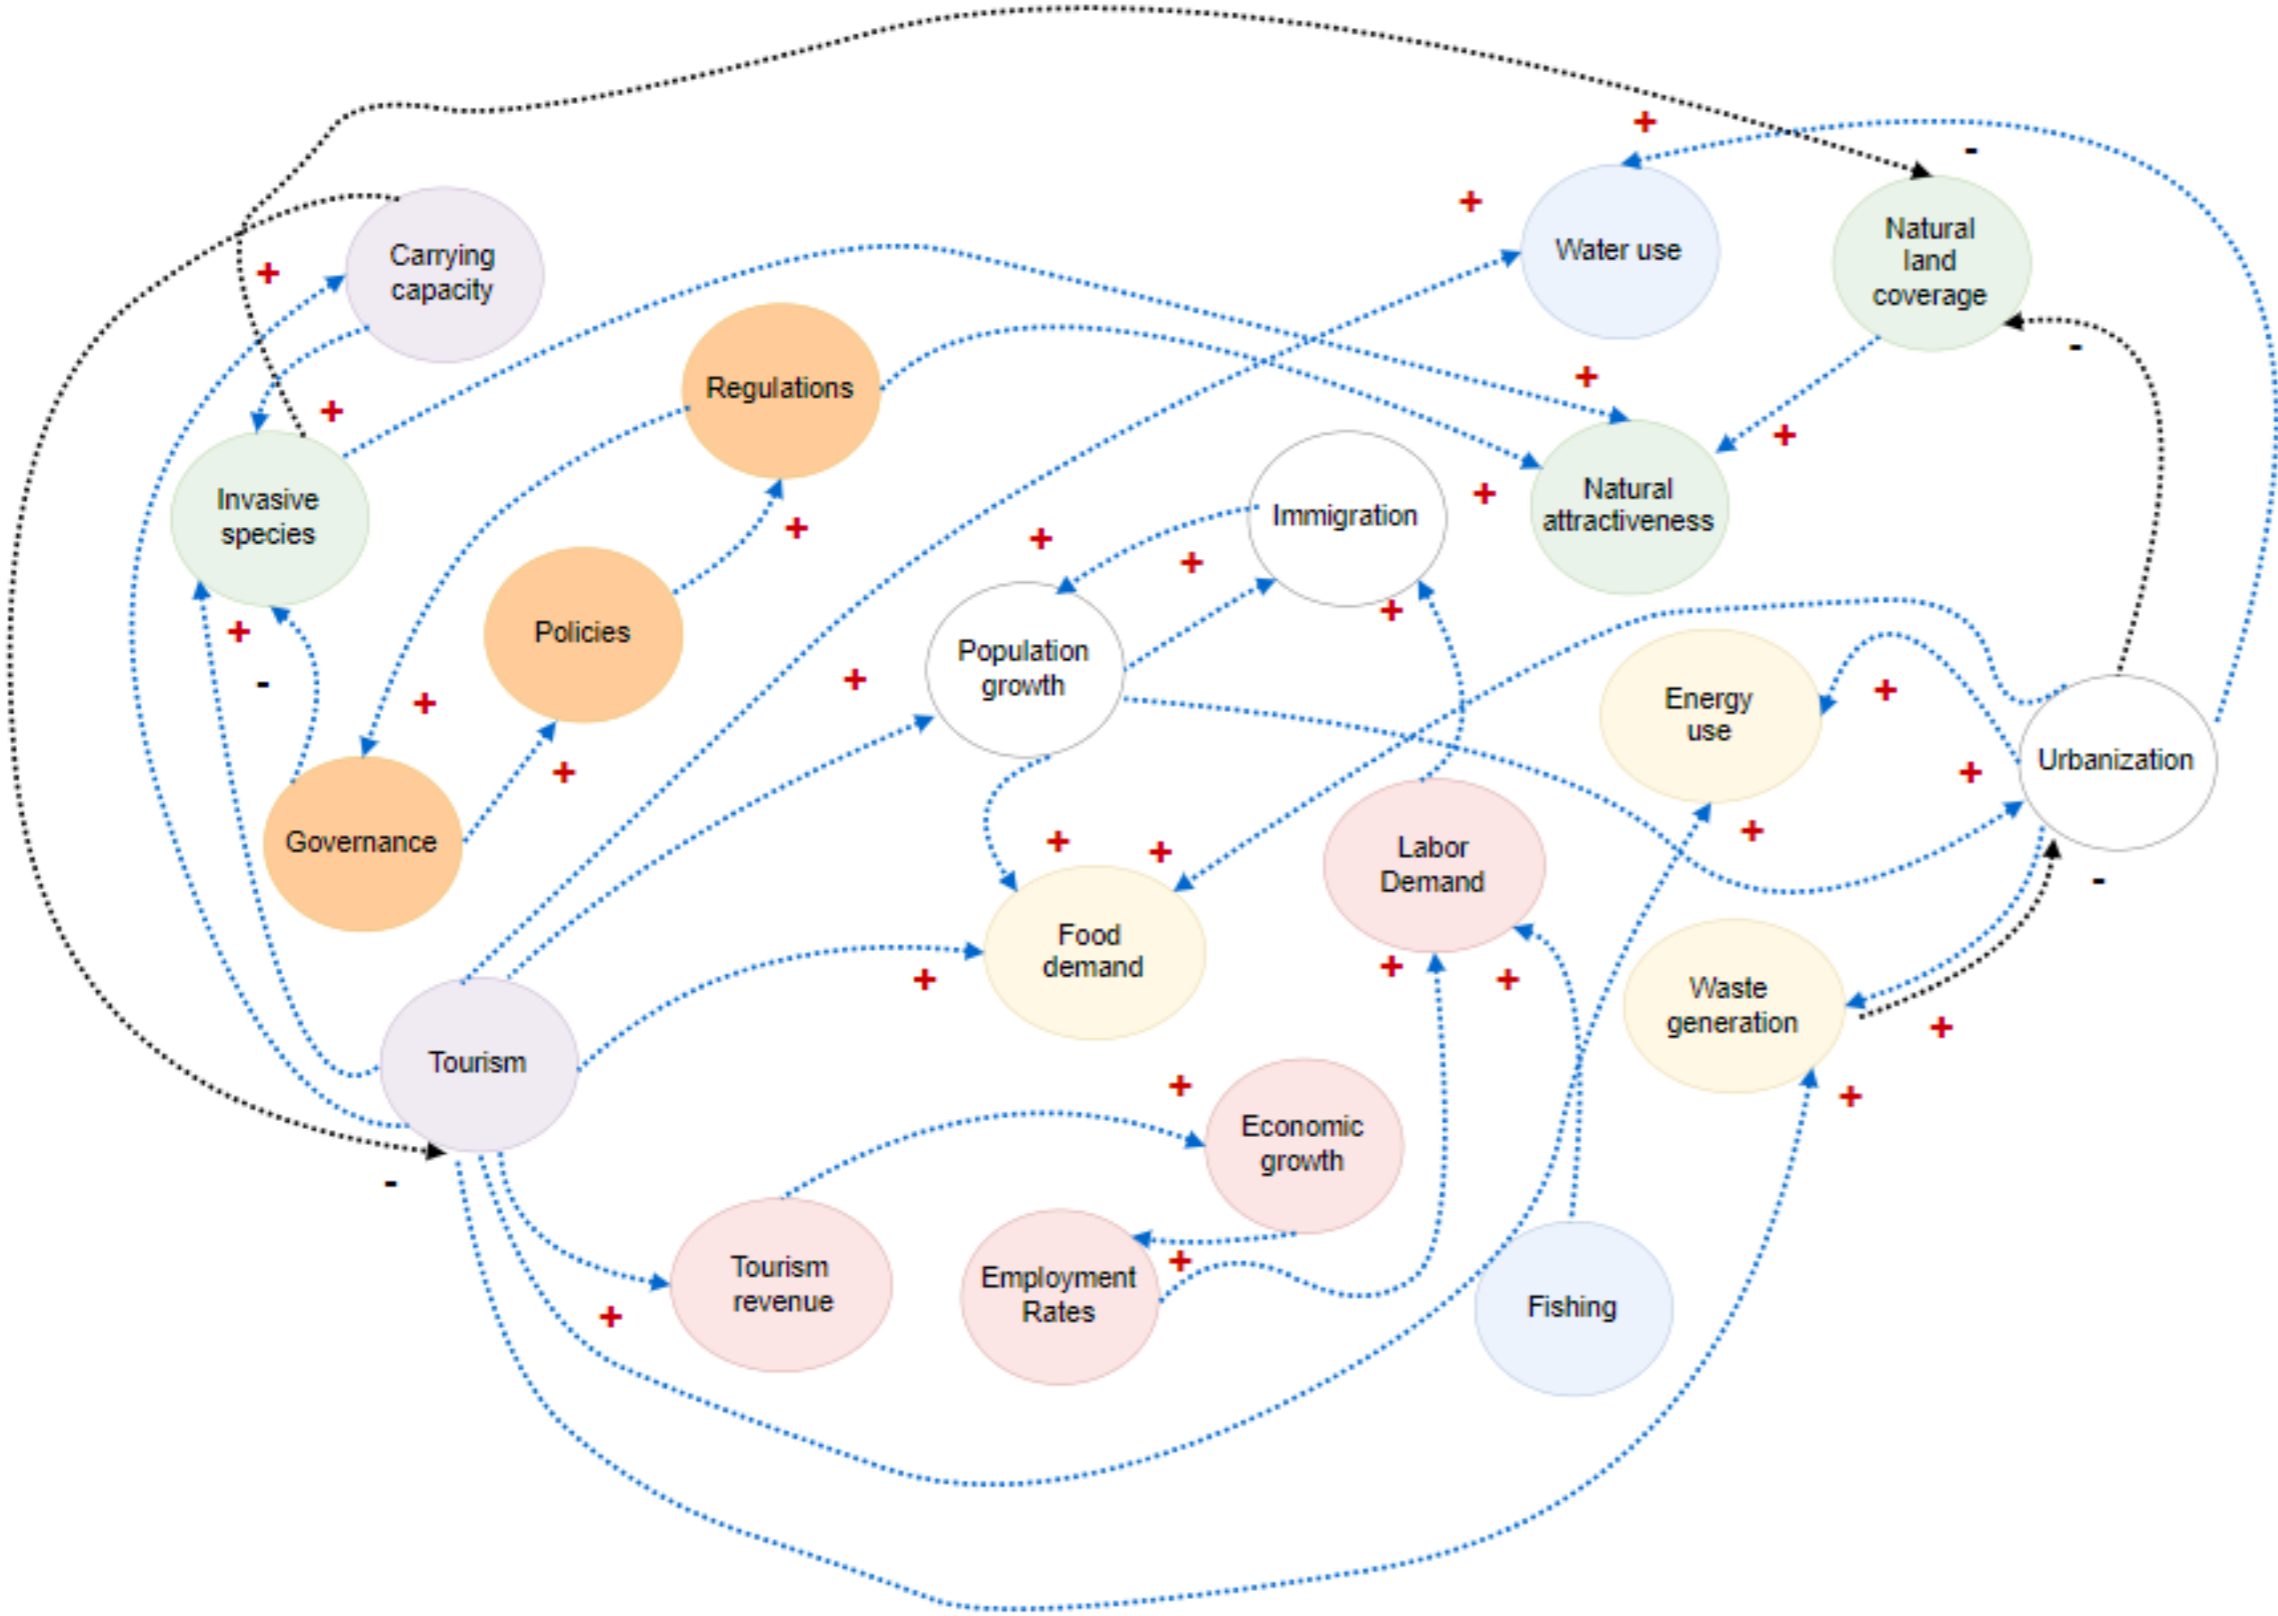 +
-
+
Natural
land
coverage
Carrying
capacity
Water use
+
-
Regulations
+
+
+
Invasive
species
Natural
attractiveness
Immigration
+
+
+
+
+
+
-
Policies
Population
growth
+
+
Energy
use
+
Urbanization
+
+
Governance
+
+
+
Labor
Demand
-
Food
demand
+
+
+
Waste
generation
+
Tourism
+
+
Economic
growth
-
Tourism
revenue
+
Employment
Rates
Fishing
+